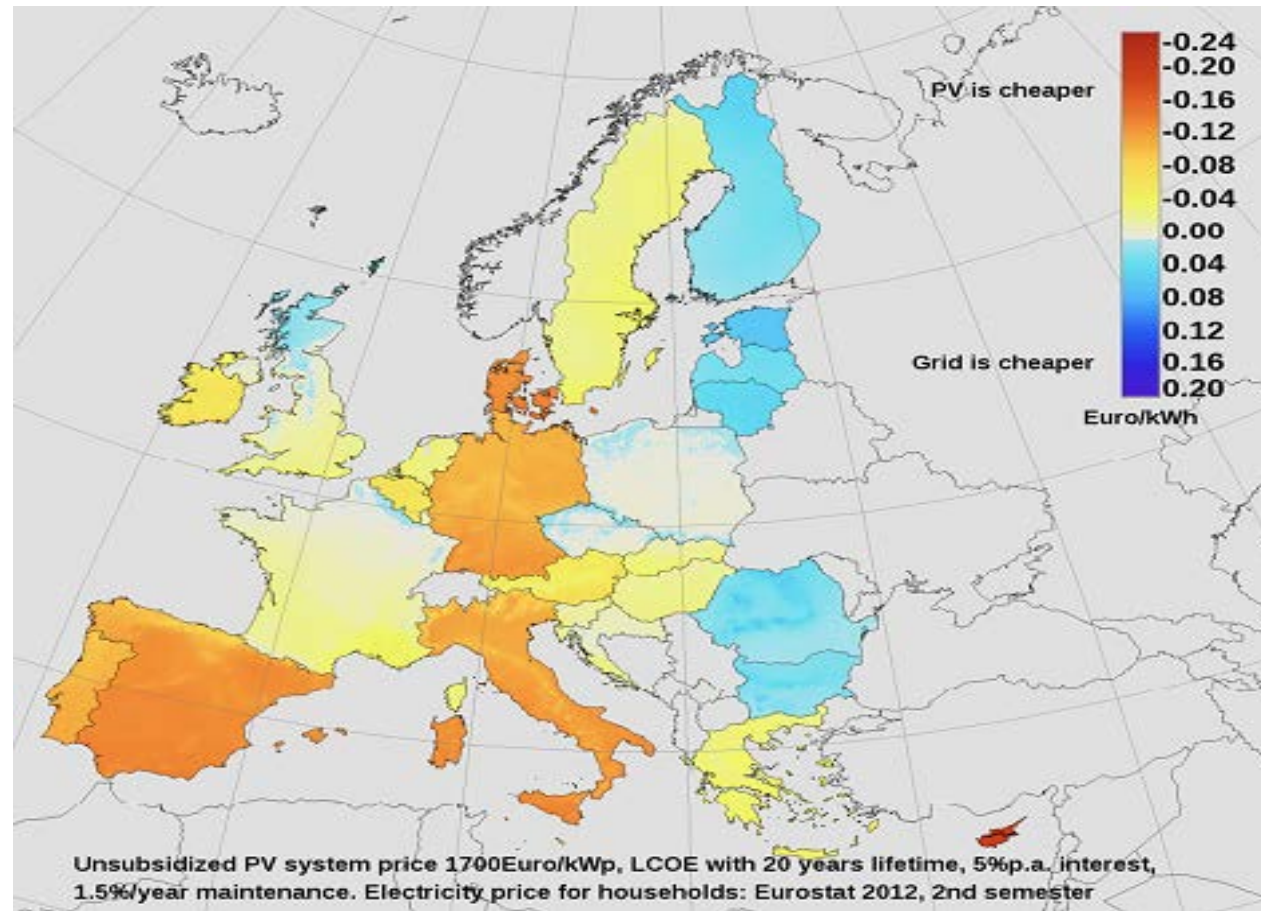 -0.24
-0.20
PV is cheaper
-0.16
-0.12
-0.08
-0.04
0.00
0.04
0.08
0.12
Grid is cheaper
0.16
0.20
Euro/kWh
Unsubsidized PV system price 1700Euro/kWp, LCOE with 20 years lifetime, 5%p.a. interest,
1.5%/year maintenance. Electricity price for households: Eurostat 2012, 2nd semester